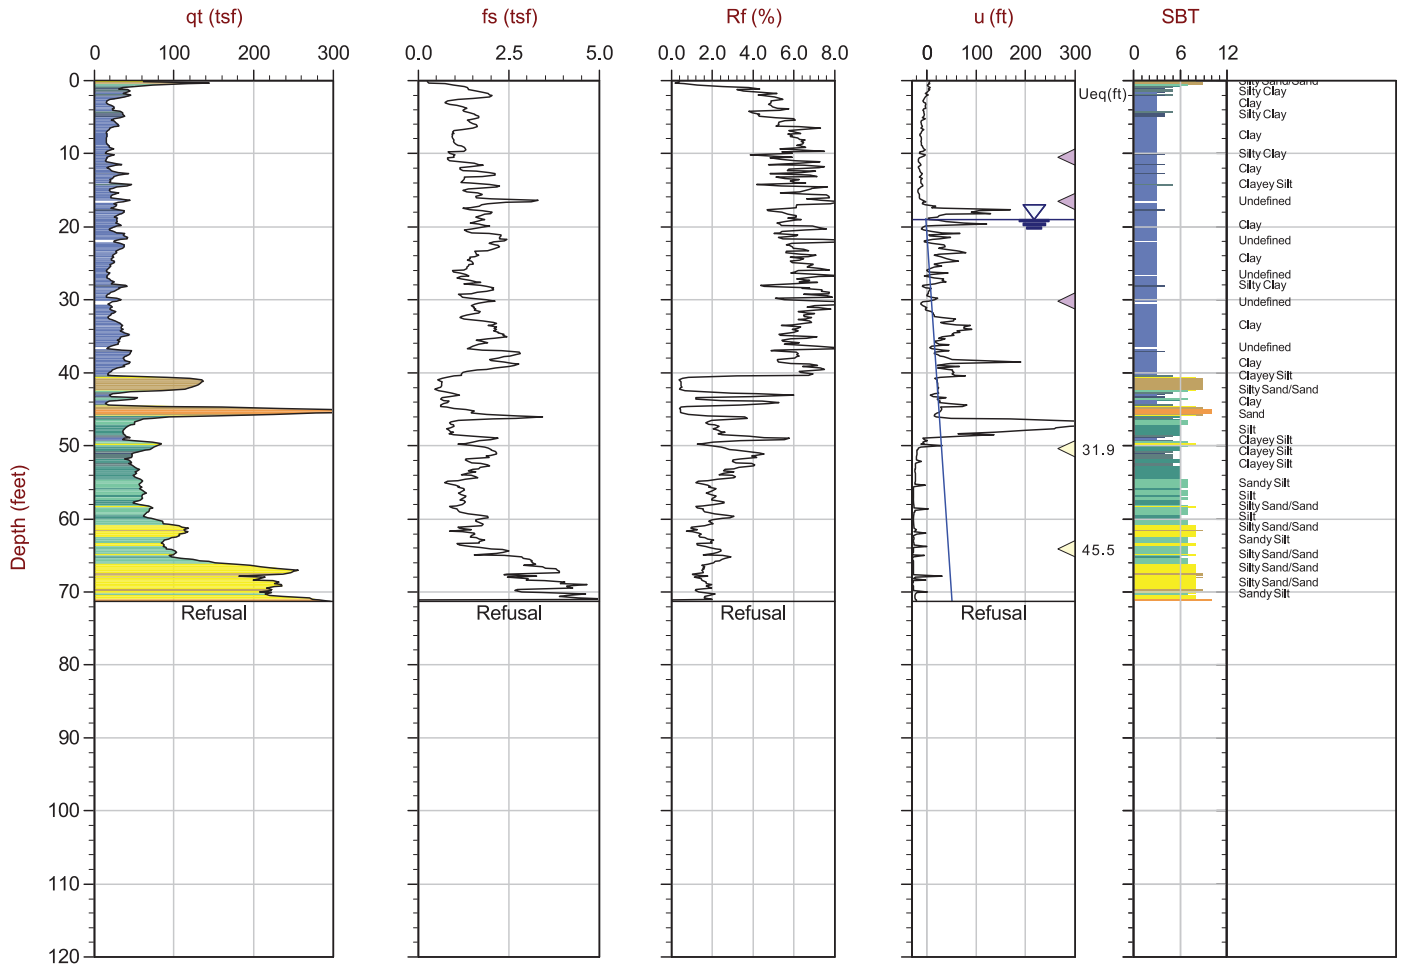 qt (tsf)
fs (tsf)
Rf (%)
u (ft)
SBT
0 100 200 300
0.0 2.5 5.0
0.0 2.0 4.0 6.0 8.0
0 100 200 300
0 6 12
Depth (feet)
0
10
20
30
40
50
60
70
80
90
100
110
120
Ueq(ft)
31.9
45.5
Refusal
Refusal
Refusal
Refusal
Silty Sand/Sand
Silty Clay
Clay
Silty Clay
Clay
Silty Clay
Clay
Clayey Silt
Undefined
Clay
Undefined
Clay
Undefined
Silty Clay
Undefined
Clay
Undefined
Clay
Clayey Silt
Silty Sand/Sand
Clay
Sand
Silt
Clayey Silt
Clayey Silt
Clayey Silt
Sandy Silt
Silt
Silty Sand/Sand
Silt
Silty Sand/Sand
Sandy Silt
Silty Sand/Sand
Silty Sand/Sand
Silty Sand/Sand
Sandy Silt